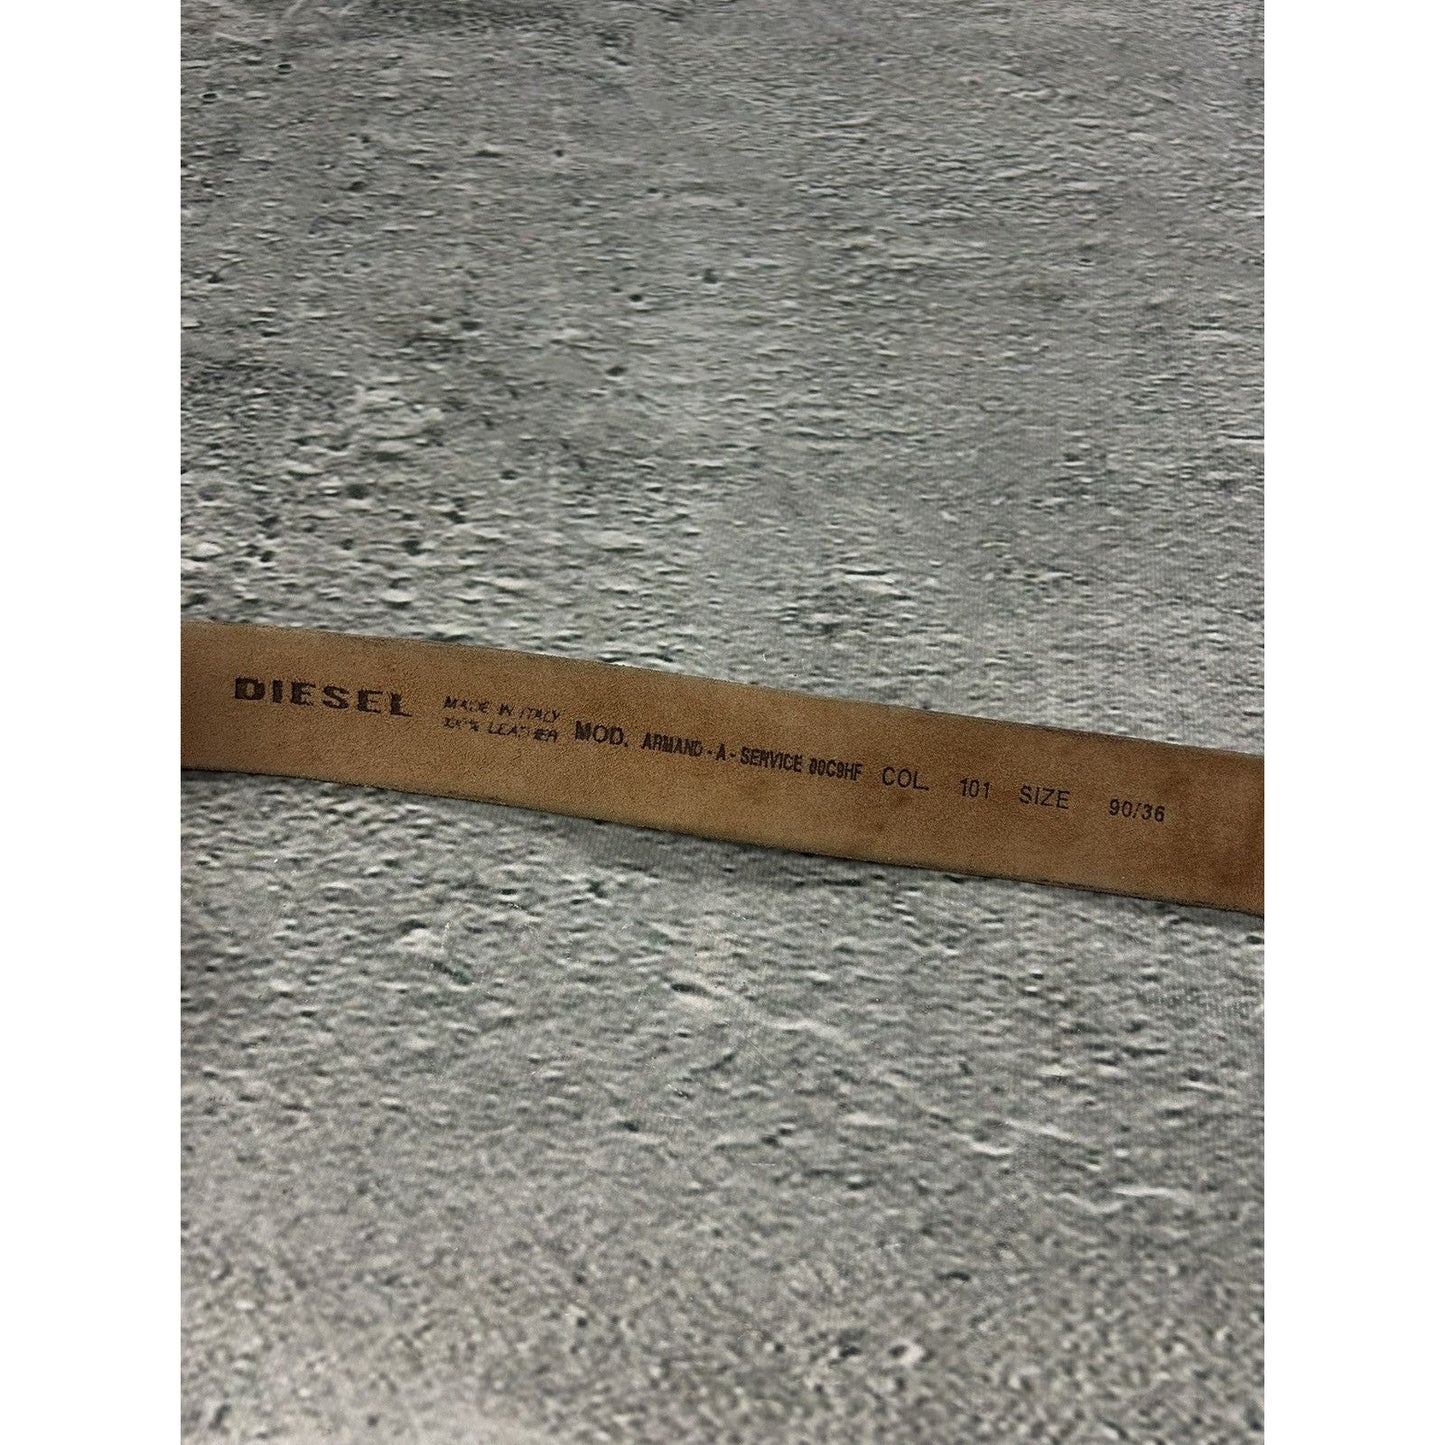 DIESEL
MADE IN ITALY
100% LEATHER
MOD. ARMAND - A - SERVICE 00C9HF COL. 101 SIZE 90/36